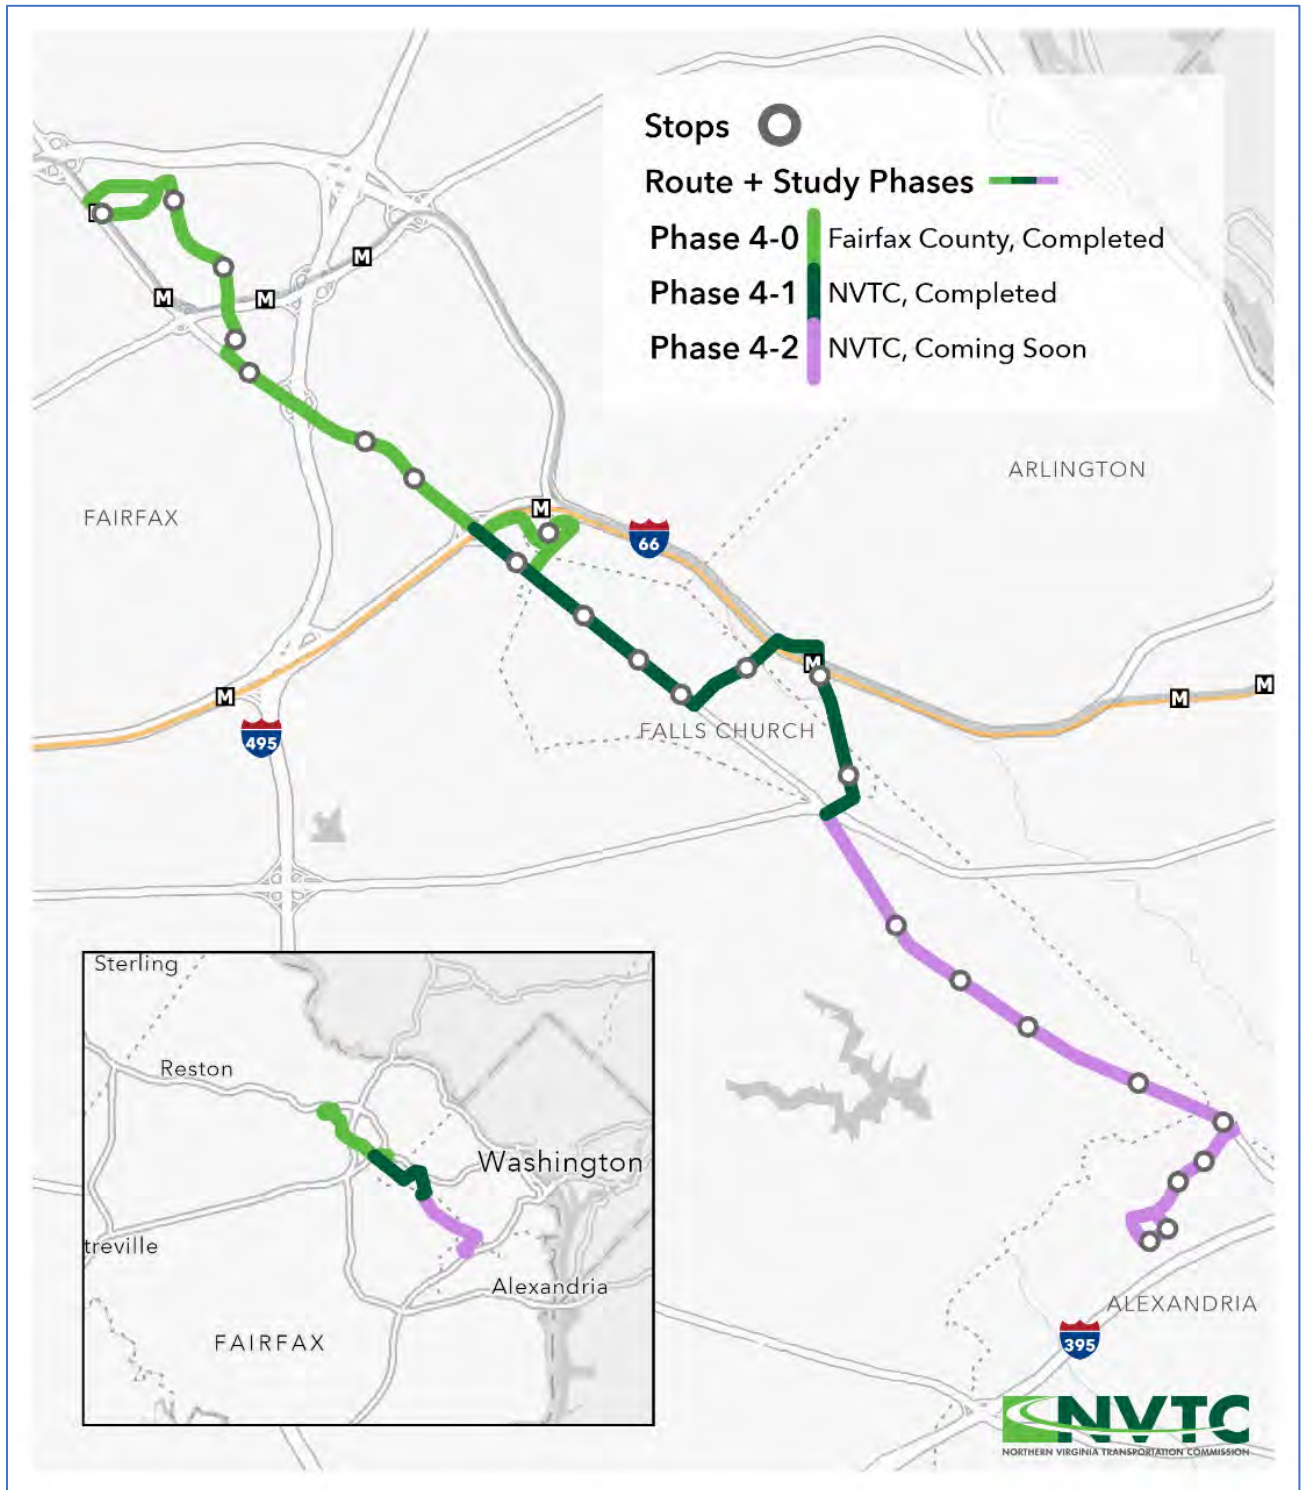 Stops
Route + Study Phases
Phase 4-0 Fairfax County, Completed
Phase 4-1 NVTC, Completed
Phase 4-2 NVTC, Coming Soon
M
M
M
ARLINGTON
FAIRFAX
M
66
M
M
M
M
FALLS CHURCH
495
Sterling
Reston
Washington
treville
Alexandria
FAIRFAX
ALEXANDRIA
395
NVTC
NORTHERN VIRGINIA TRANSPORTATION COMMISSION